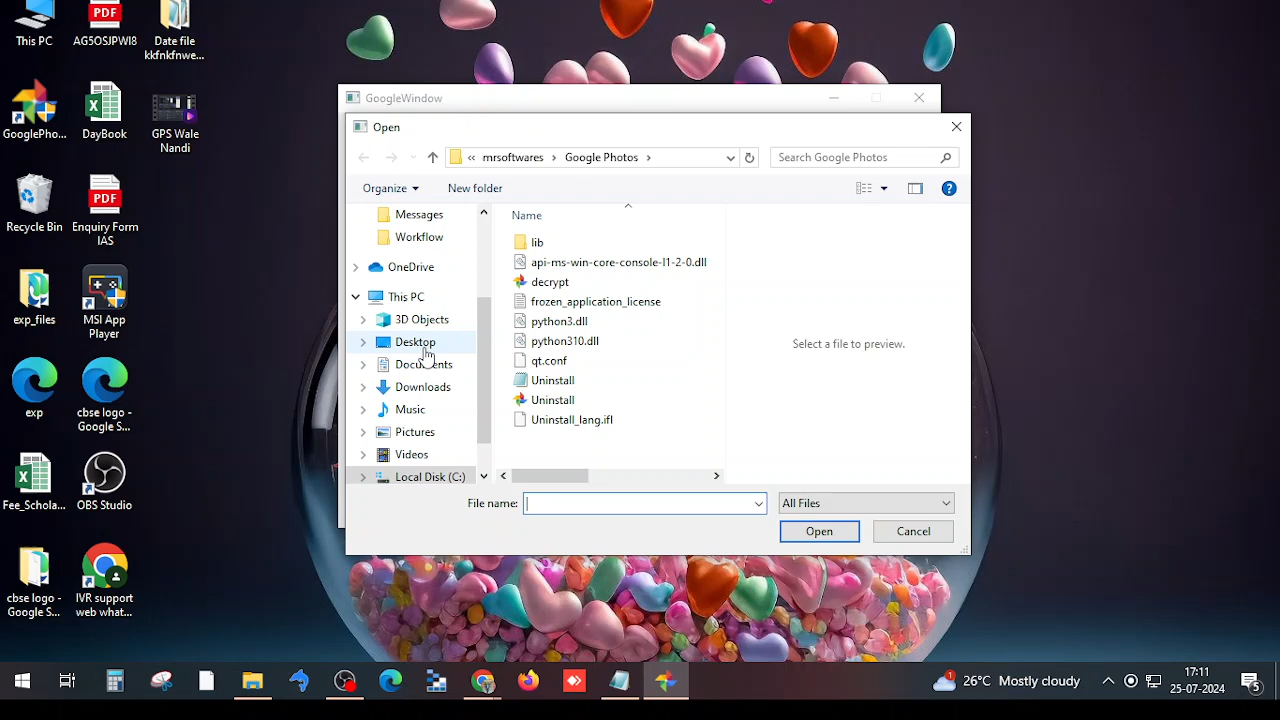 This PC
AG5OSJPWI8
Date file
kkfnkfnwe...
GooglePho...
DayBook
GPS Wale
Nandi
Recycle Bin
Enquiry Form
IAS
exp_files
MSI App
Player
exp
cbse logo -
Google S...
Fee_Schola...
OBS Studio
cbse logo -
Google S...
IVR support
web what...
GoogleWindow
Open
« mrsoftwares › Google Photos ›
Search Google Photos
Organize
New folder
Messages
Workflow
OneDrive
This PC
3D Objects
Desktop
Documents
Downloads
Music
Pictures
Videos
Local Disk (C:)
Name
lib
api-ms-win-core-console-l1-2-0.dll
decrypt
frozen_application_license
python3.dll
python310.dll
qt.conf
Uninstall
Uninstall
Uninstall_lang.ifl
Select a file to preview.
File name:
All Files
Open
Cancel
26°C Mostly cloudy
17:11
25-07-2024
5